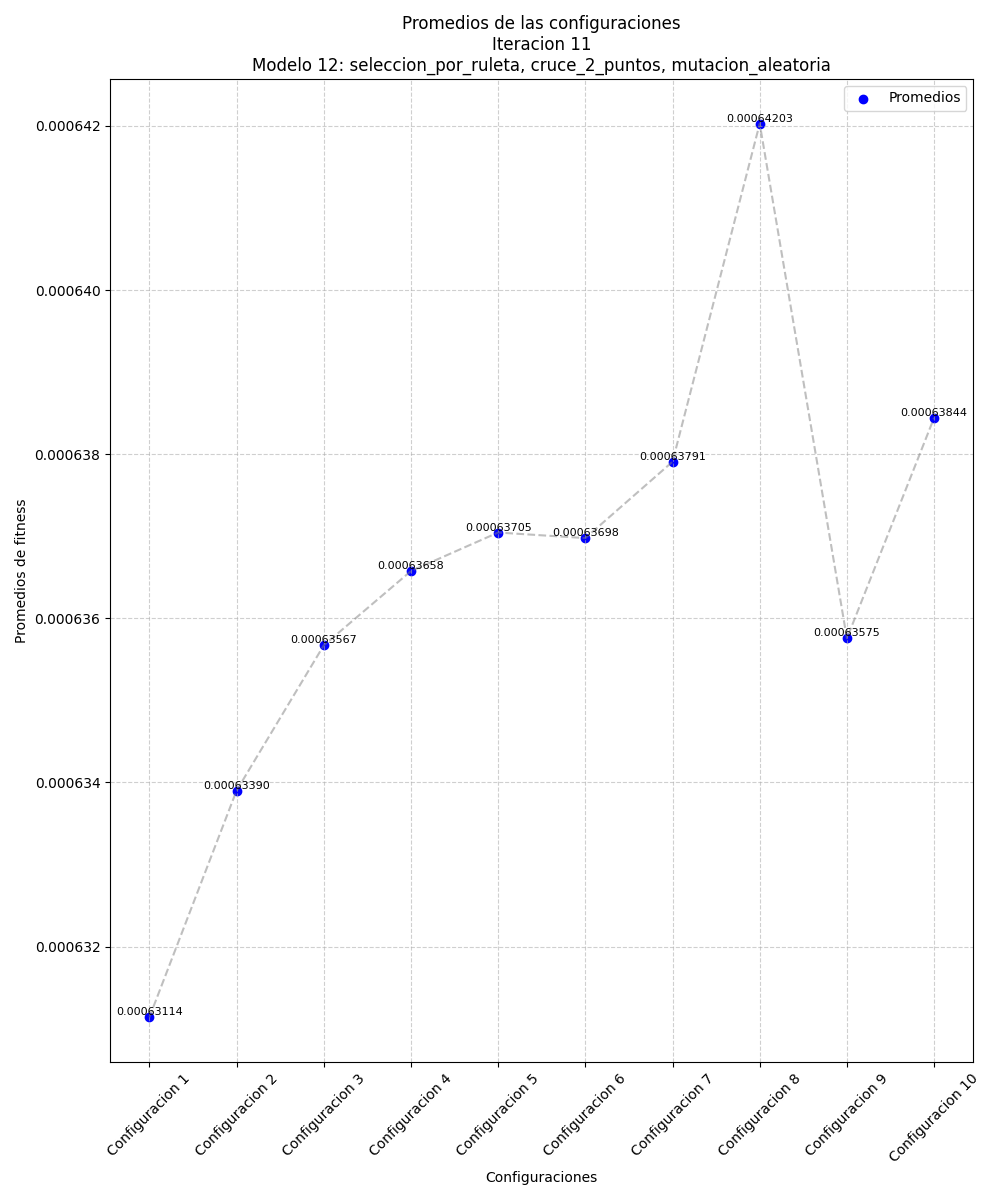 Promedios de las configuraciones
Iteracion 11
Modelo 12: seleccion_por_ruleta, cruce_2_puntos, mutacion_aleatoria
Promedios
0.000642
0.000640
0.000638
0.000636
0.000634
0.000632
Promedios de fitness
0.00063114
0.00063390
0.00063567
0.00063658
0.00063705
0.00063698
0.00063791
0.00064203
0.00063575
0.00063844
Configuracion 1
Configuracion 2
Configuracion 3
Configuracion 4
Configuracion 5
Configuracion 6
Configuracion 7
Configuracion 8
Configuracion 9
Configuracion 10
Configuraciones